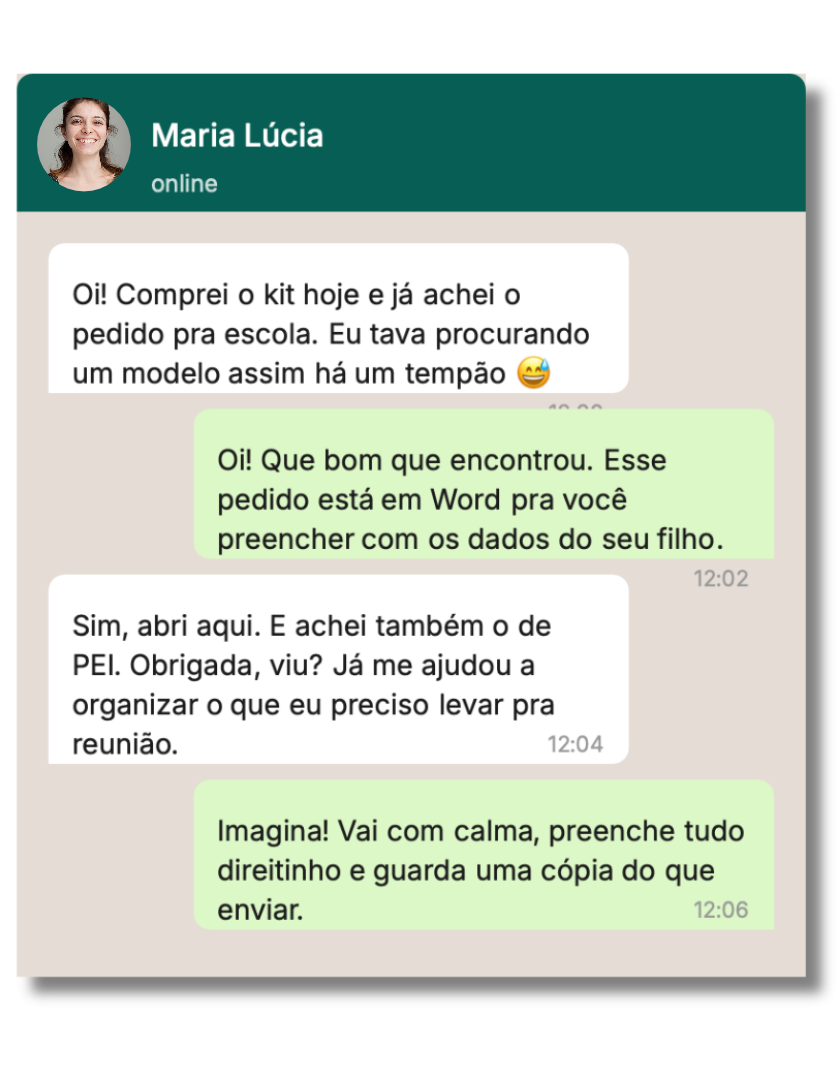 Maria Lúcia
online
Oi! Comprei o kit hoje e já achei o
pedido pra escola. Eu tava procurando
um modelo assim há um tempão 😅
Oi! Que bom que encontrou. Esse
pedido está em Word pra você
preencher com os dados do seu filho.
12:02
Sim, abri aqui. E achei também o de
PEI. Obrigada, viu? Já me ajudou a
organizar o que eu preciso levar pra
reunião.
12:04
Imagina! Vai com calma, preenche tudo
direitinho e guarda uma cópia do que
enviar.
12:06